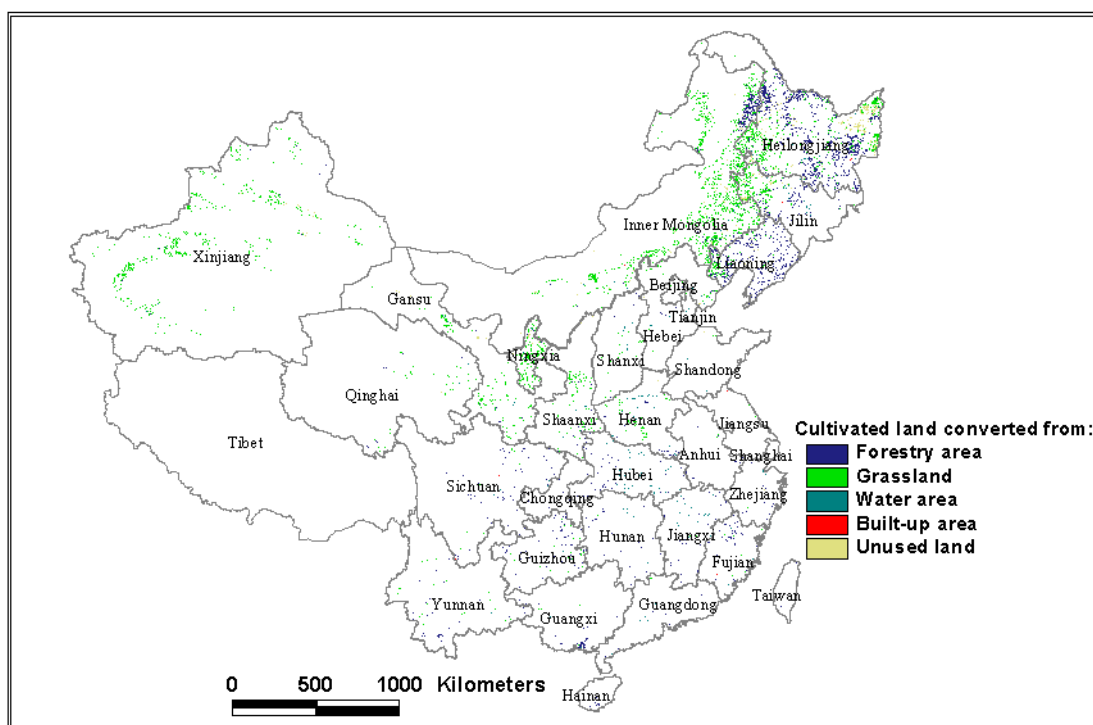 Heilongjiang
Jilin
Inner Mongolia
Liaoning
Xinjiang
Beijing
Gansu
Tianjin
Hebei
Ningxia
Shanxi
Shandong
Qinghai
Shaanxi
Henan
Jiangsu
Tibet
Anhui
Shanghai
Hubei
Sichuan
Chongqing
Zhejiang
Hunan
Jiangxi
Guizhou
Fujian
Yunnan
Guangxi
Guangdong
Taiwan
Hainan
Cultivated land converted from:
Forestry area
Grassland
Water area
Built-up area
Unused land
0 500 1000 Kilometers